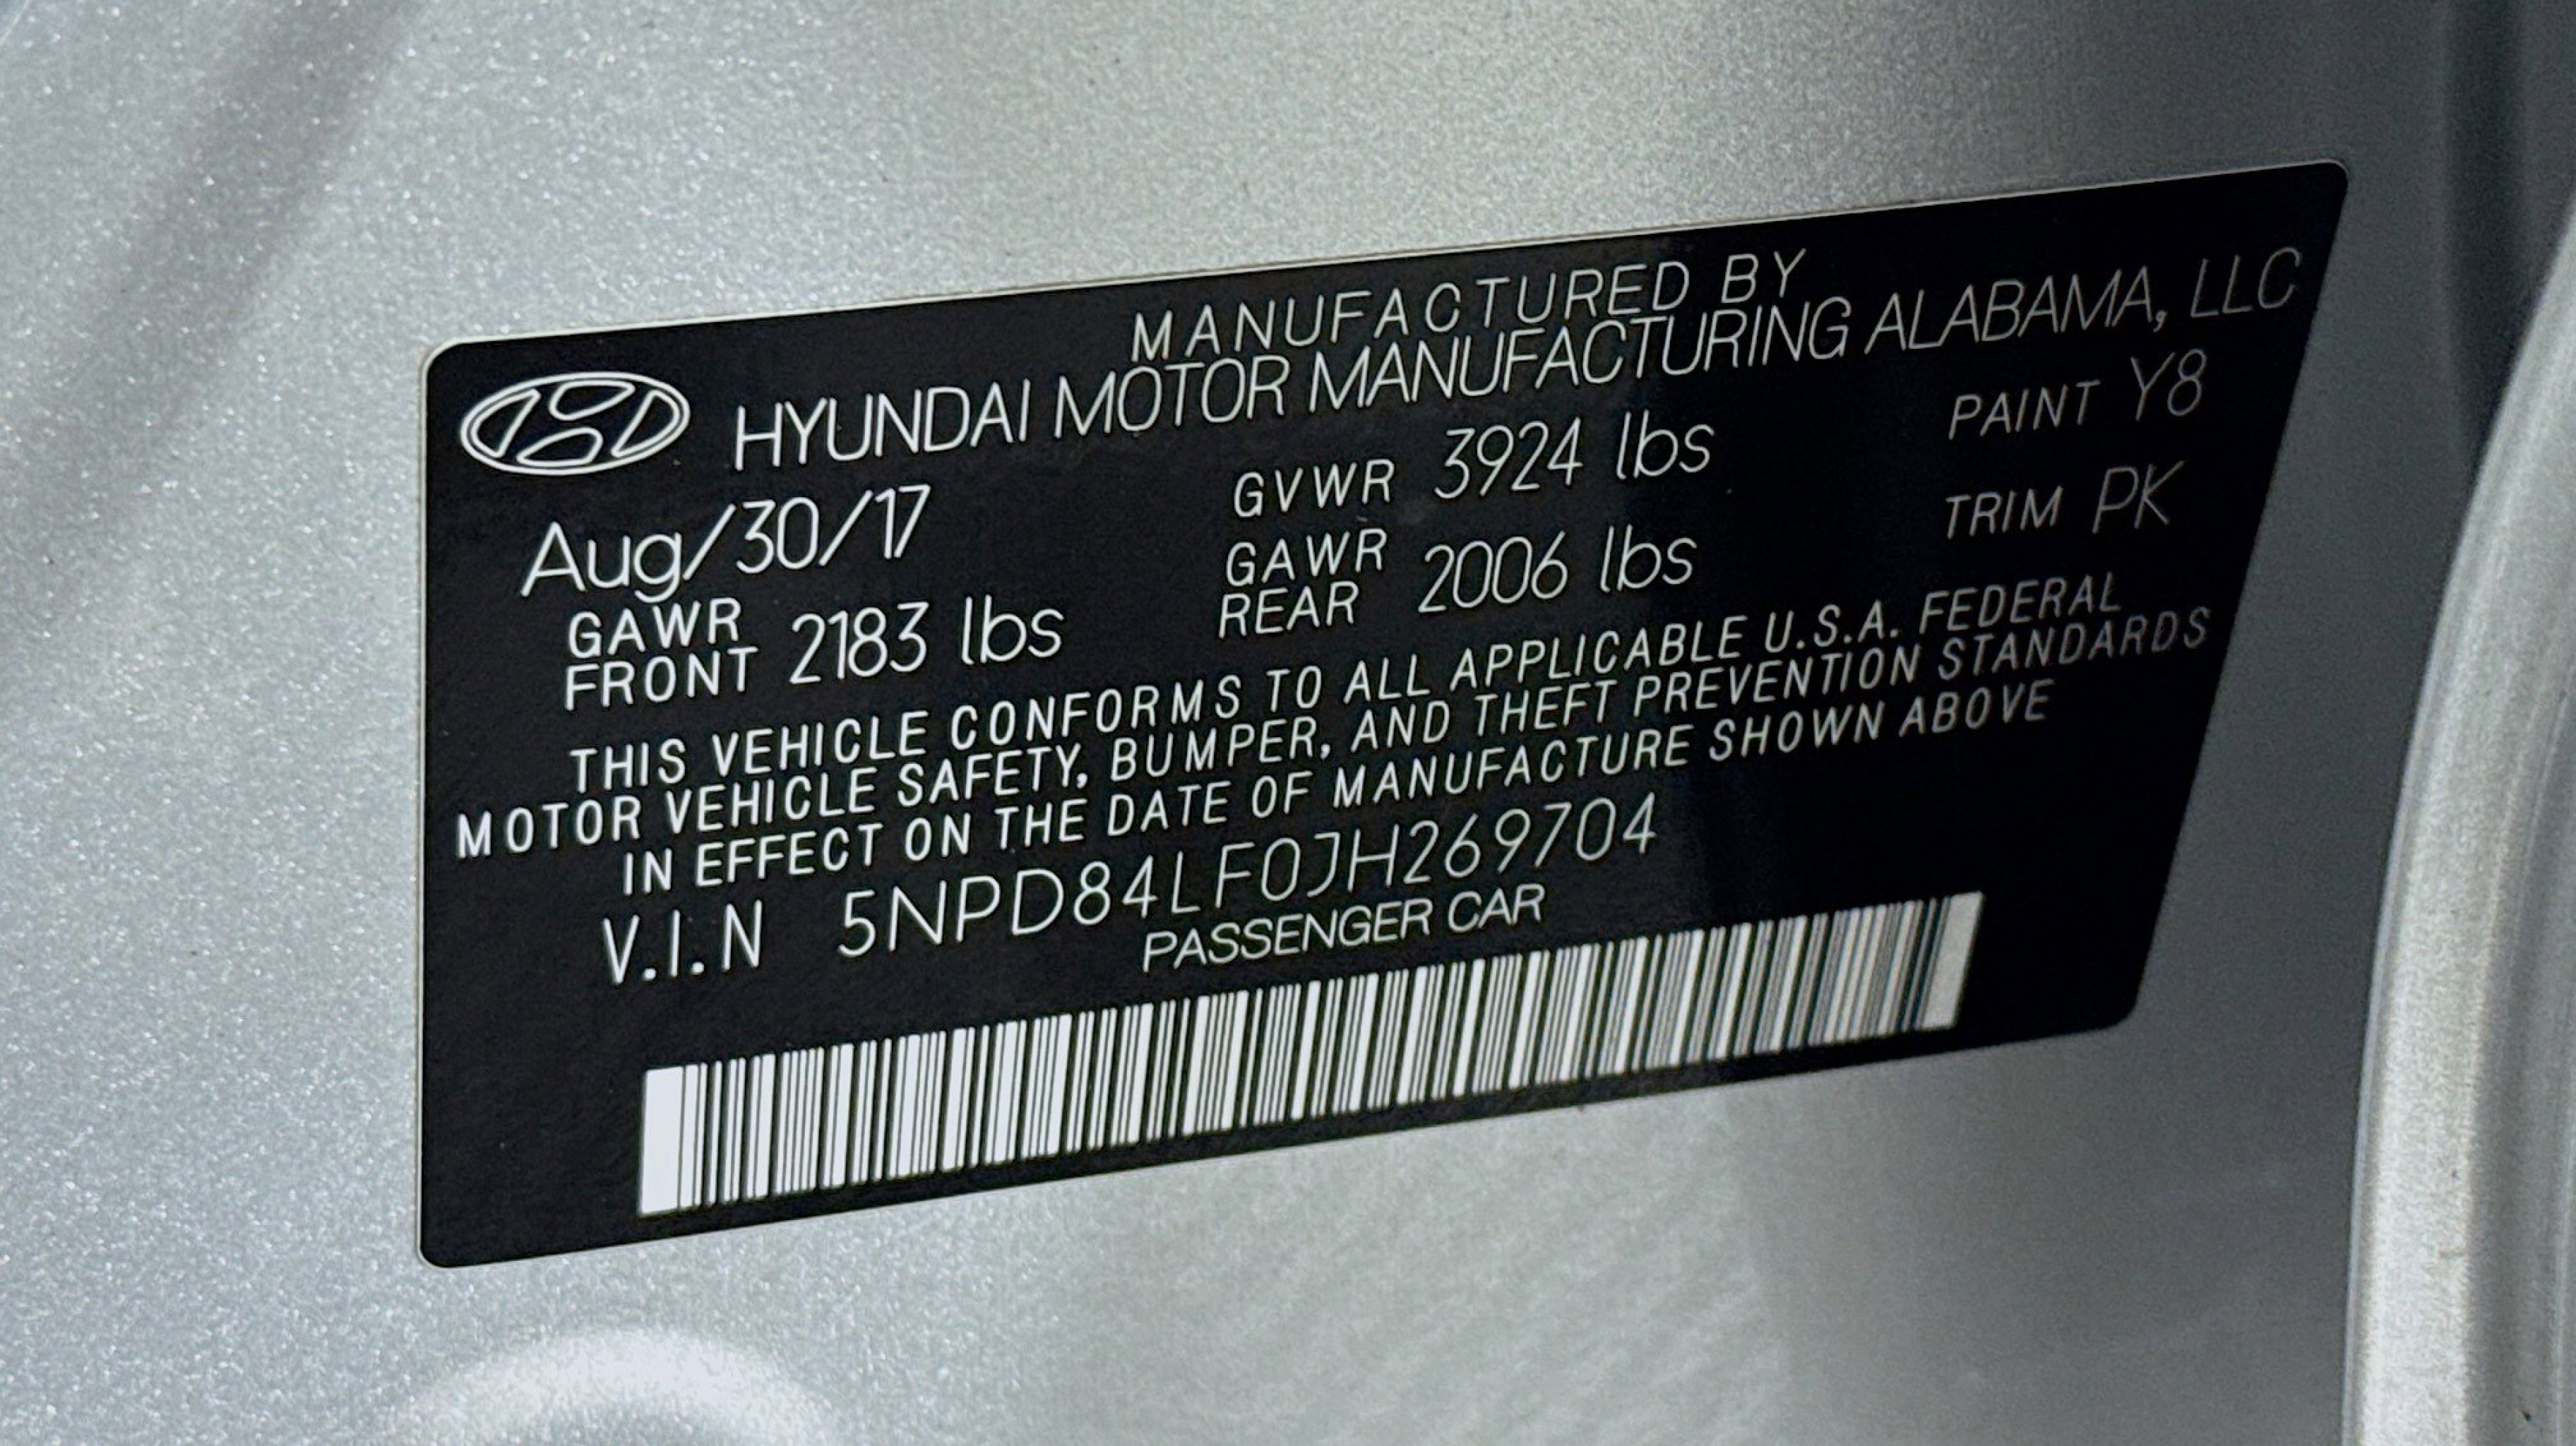 MANUFACTURED BY
HYUNDAI MOTOR MANUFACTURING ALABAMA, LLC
Aug/30/17 GVWR 3924 lbs PAINT Y8
GAWR FRONT 2183 lbs GAWR REAR 2006 lbs TRIM PK
THIS VEHICLE CONFORMS TO ALL APPLICABLE U.S.A. FEDERAL
MOTOR VEHICLE SAFETY, BUMPER, AND THEFT PREVENTION STANDARDS
IN EFFECT ON THE DATE OF MANUFACTURE SHOWN ABOVE
V.I.N 5NPD84LF0JH269704
PASSENGER CAR